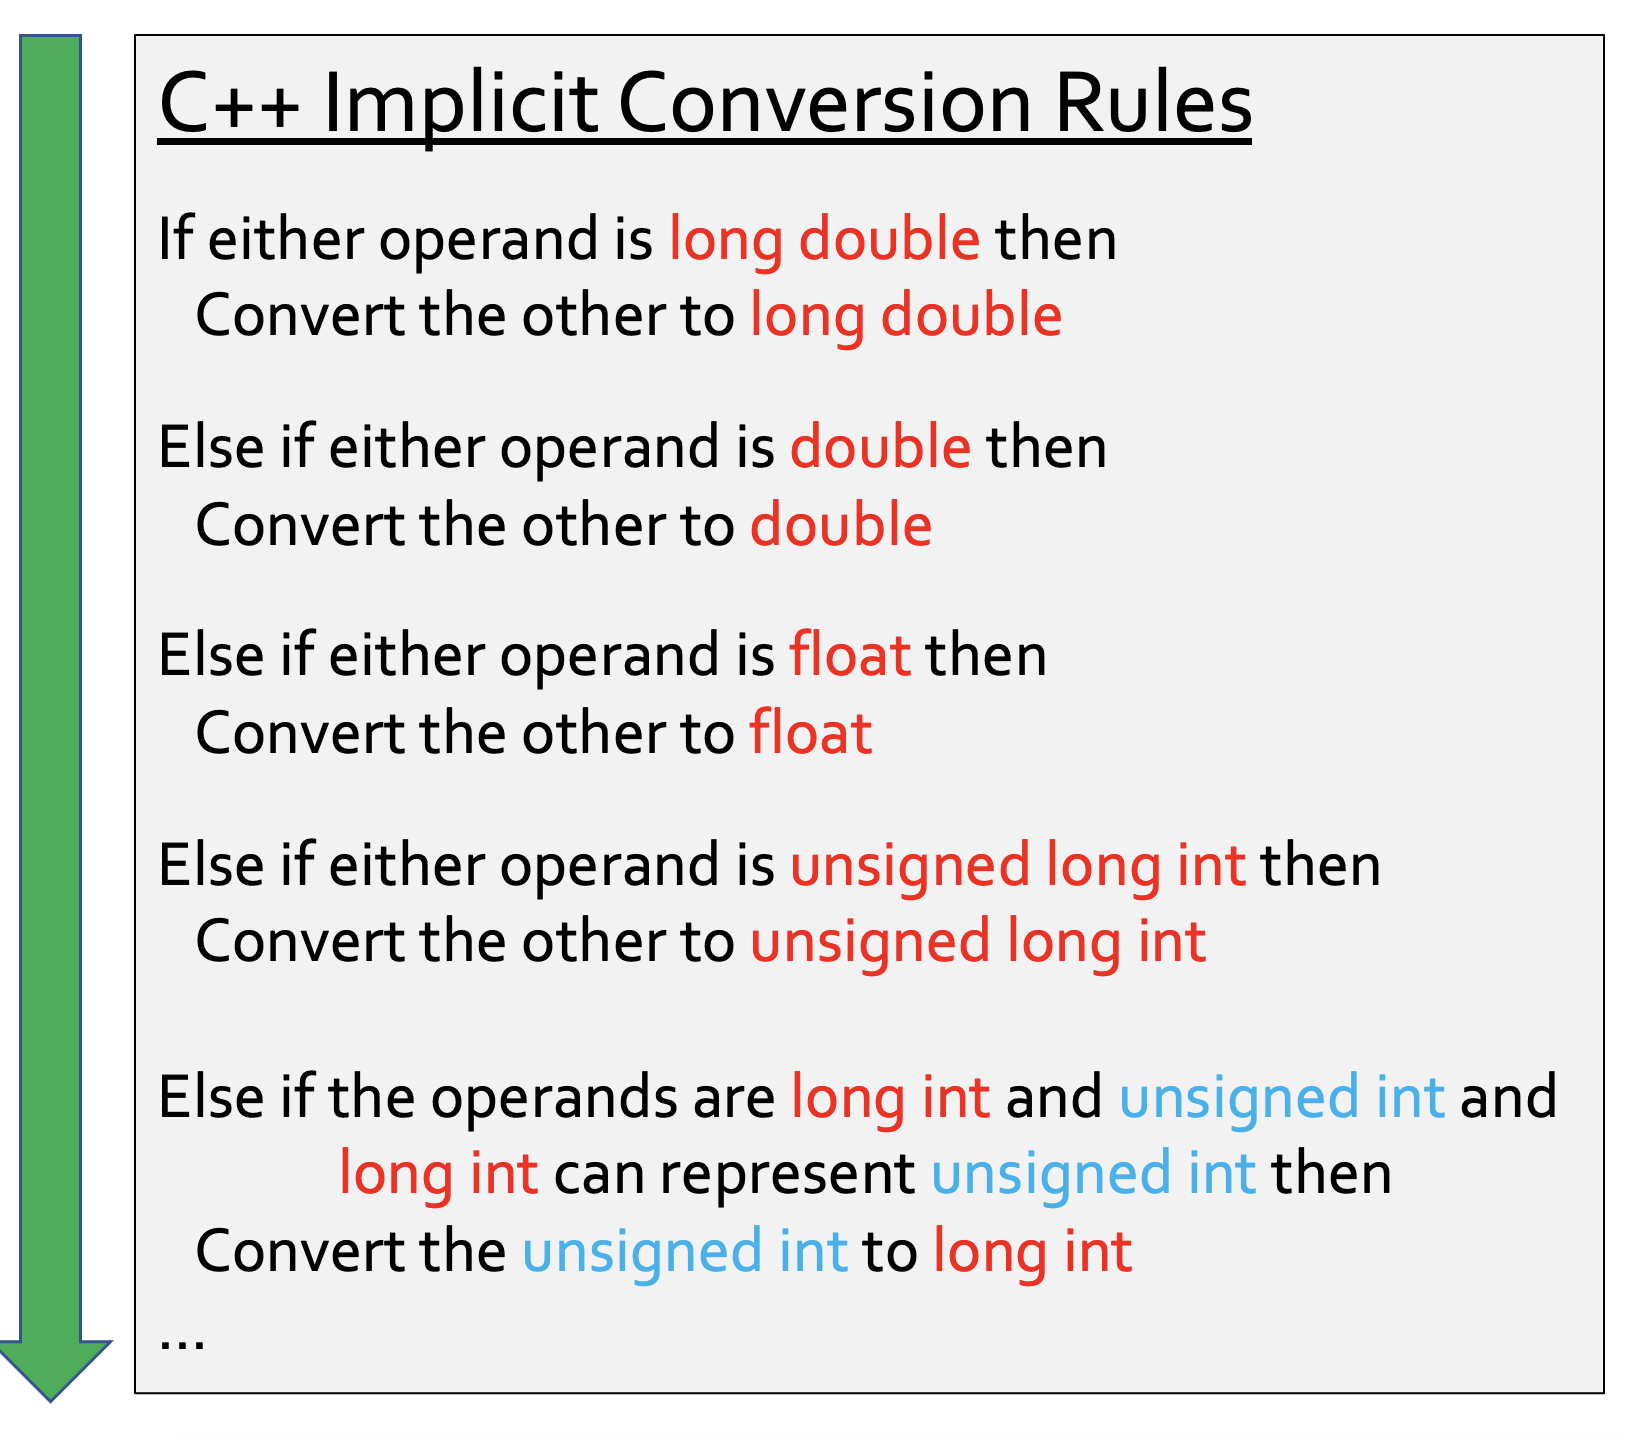 C++ Implicit Conversion Rules
If either operand is long double then
Convert the other to long double
Else if either operand is double then
Convert the other to double
Else if either operand is float then
Convert the other to float
Else if either operand is unsigned long int then
Convert the other to unsigned long int
Else if the operands are long int and unsigned int and
long int can represent unsigned int then
Convert the unsigned int to long int
...